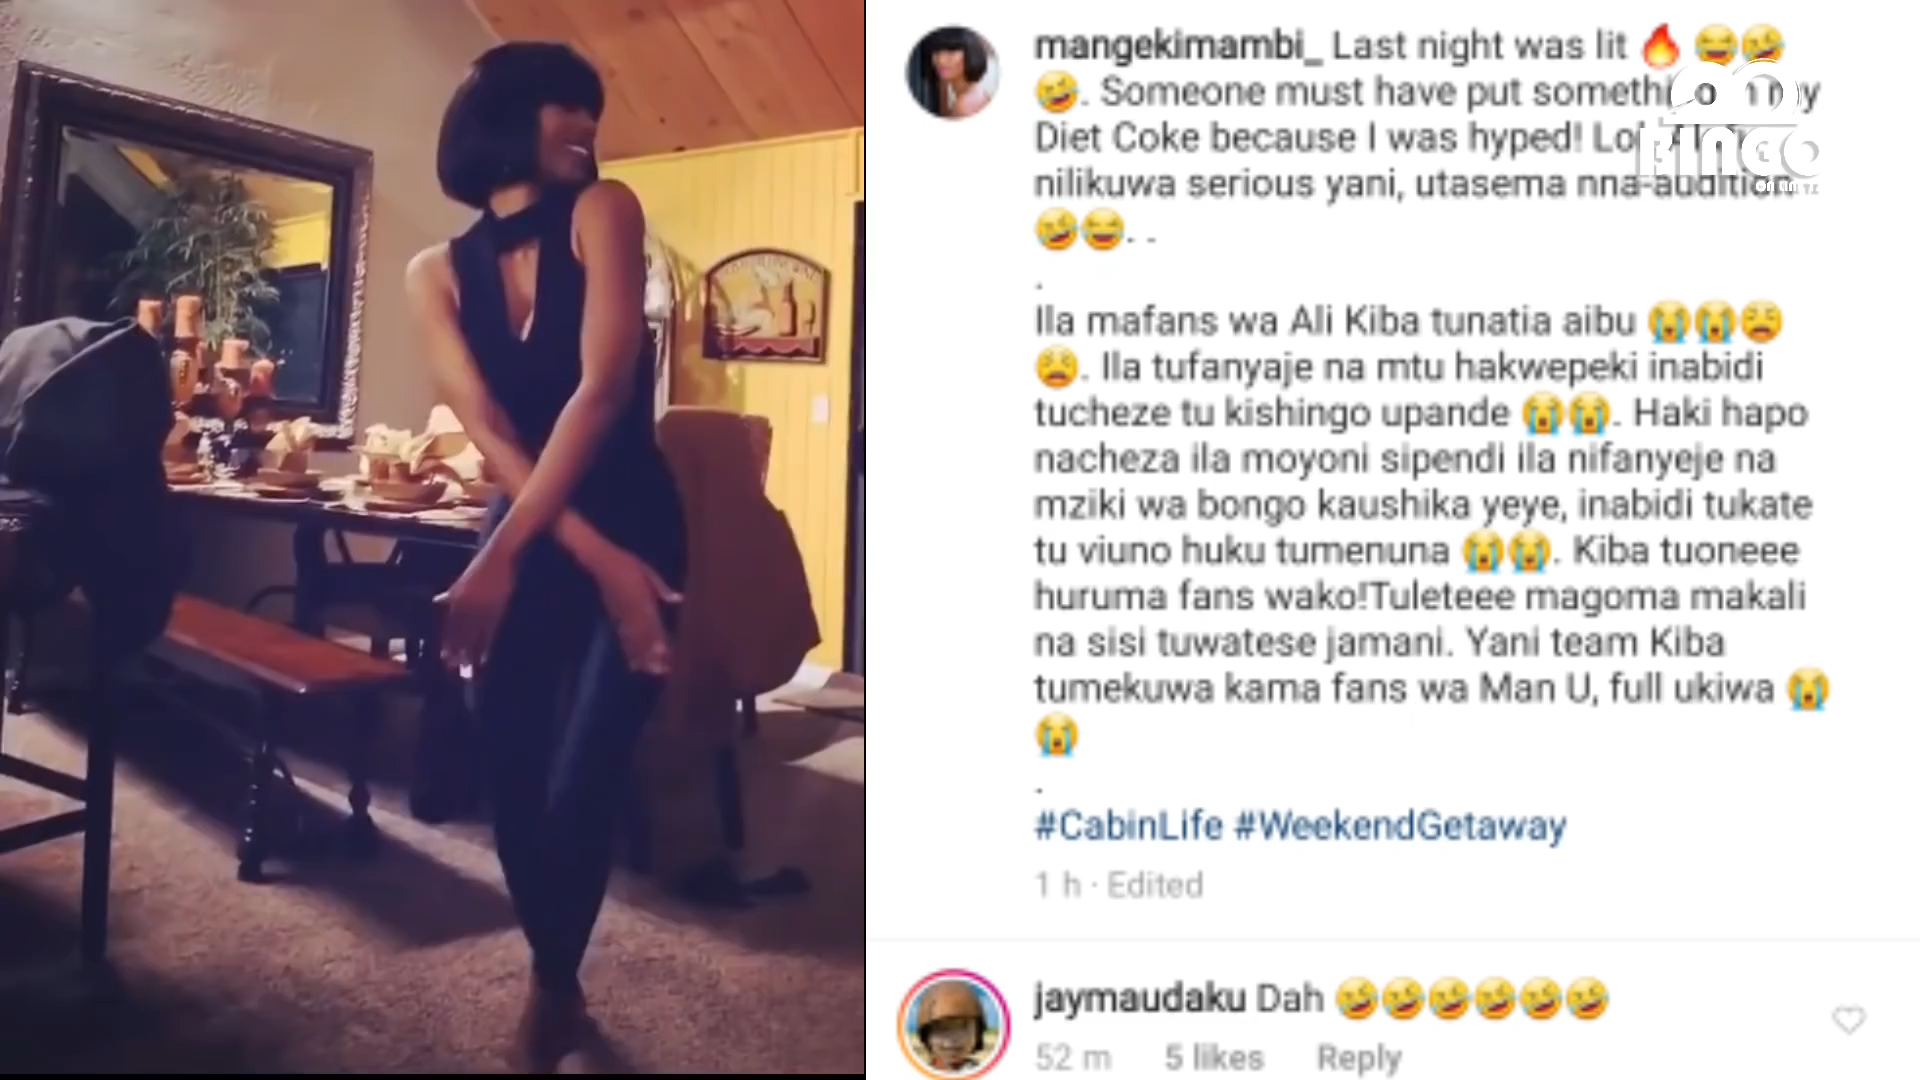 mangekimambi_ Last night was lit 🔥 😂🤣
🤣. Someone must have put my
Diet Coke because I was hyped!
nilikuwa serious yani, utasema nna-audition
🤣😂. .
.
Ila mafans wa Ali Kiba tunatia aibu 😭😭😩
😩. Ila tufanyaje na mtu hakwepeki inabidi
tucheze tu kishingo upande 😭😭. Haki hapo
nacheza ila moyoni sipendi ila nifanyeje na
mziki wa bongo kaushika yeye, inabidi tukate
tu viuno huku tumenuna 😭😭. Kiba tuoneee
huruma fans wako!Tuleteee magoma makali
na sisi tuwatese jamani. Yani team Kiba
tumekuwa kama fans wa Man U, full ukiwa 😭
😭
.
#CabinLife #WeekendGetaway
1 h · Edited
jaymaudaku Dah 🤣🤣🤣🤣🤣🤣
52 m 5 likes Reply
BINGO